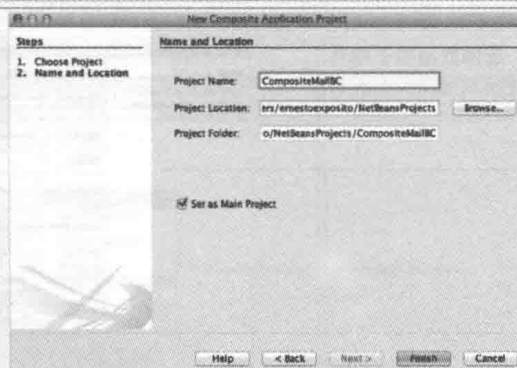 New Composite Application Project
Steps
1. Choose Project
2. Name and Location
Name and Location
Project Name: CompositeMailBC
Project Location: ers/ernestoexposito/NetBeansProjects Browse...
Project Folder: o/NetBeansProjects/CompositeMailBC
Set as Main Project
Help < Back Next > Finish Cancel